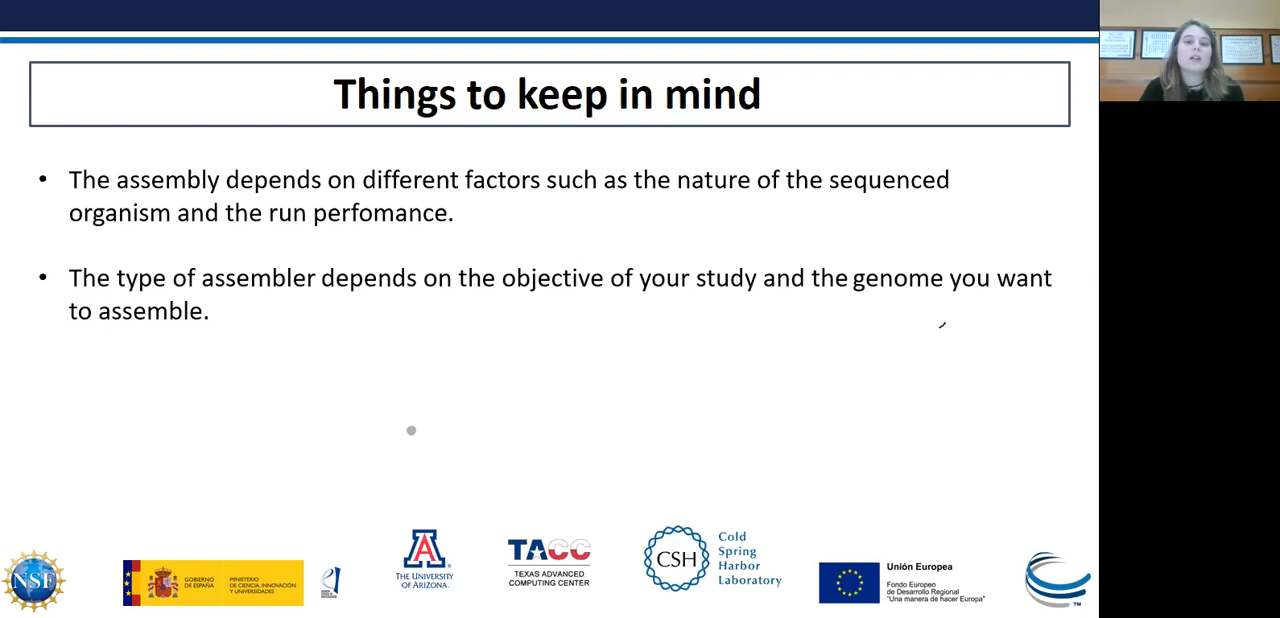 Things to keep in mind
• The assembly depends on different factors such as the nature of the sequenced
organism and the run perfomance.
• The type of assembler depends on the objective of your study and the genome you want
to assemble.
NSF
GOBIERNO
DE ESPAÑA
MINISTERIO
DE CIENCIA, INNOVACIÓN
Y UNIVERSIDADES
A
THE UNIVERSITY
OF ARIZONA
TACC
TEXAS ADVANCED
COMPUTING CENTER
CSH
Cold
Spring
Harbor
Laboratory
Unión Europea
Fondo Europeo
de Desarrollo Regional
"Una manera de hacer Europa"
TM